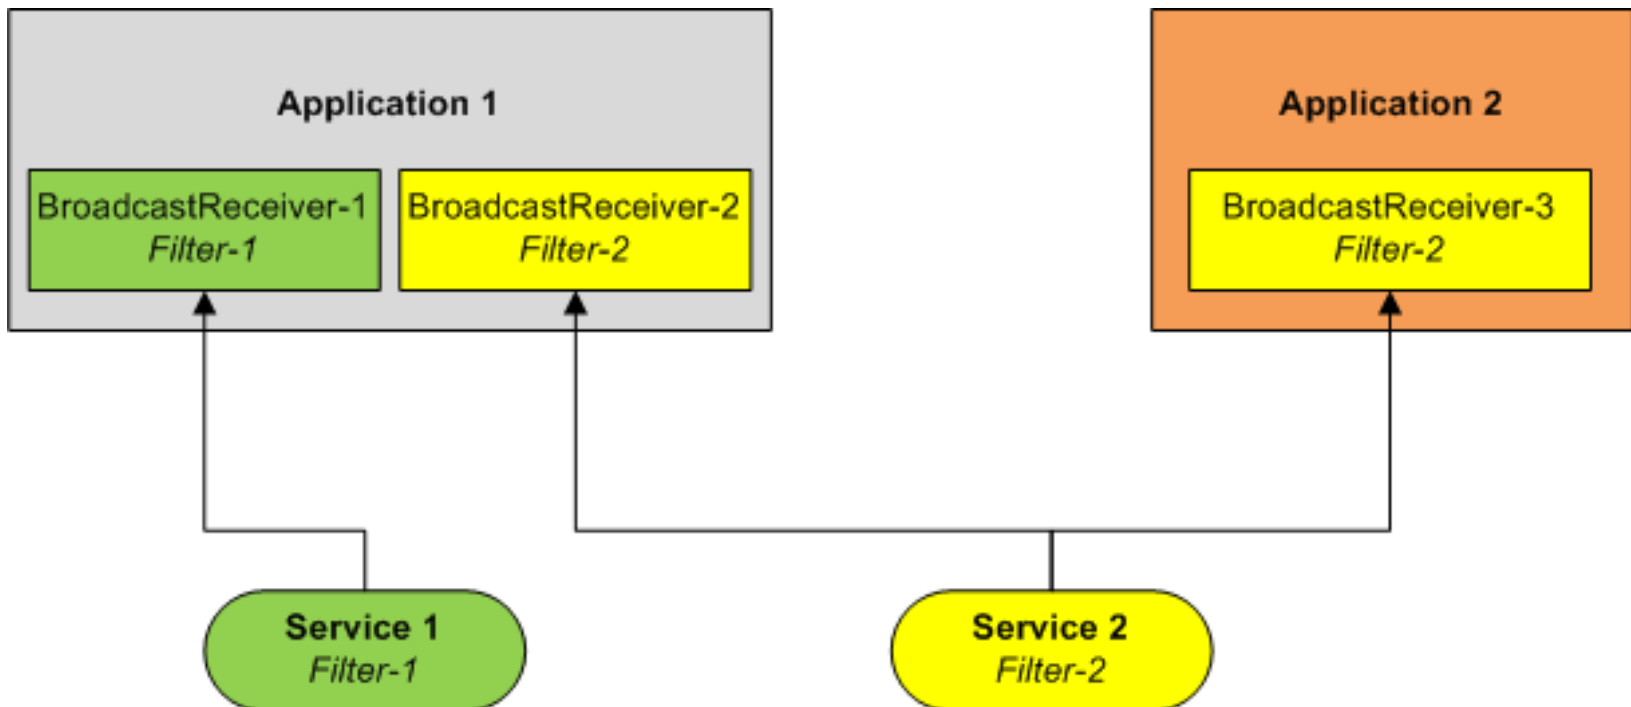 Application 1
Application 2
BroadcastReceiver-1
Filter-1
BroadcastReceiver-2
Filter-2
BroadcastReceiver-3
Filter-2
Service 1
Filter-1
Service 2
Filter-2